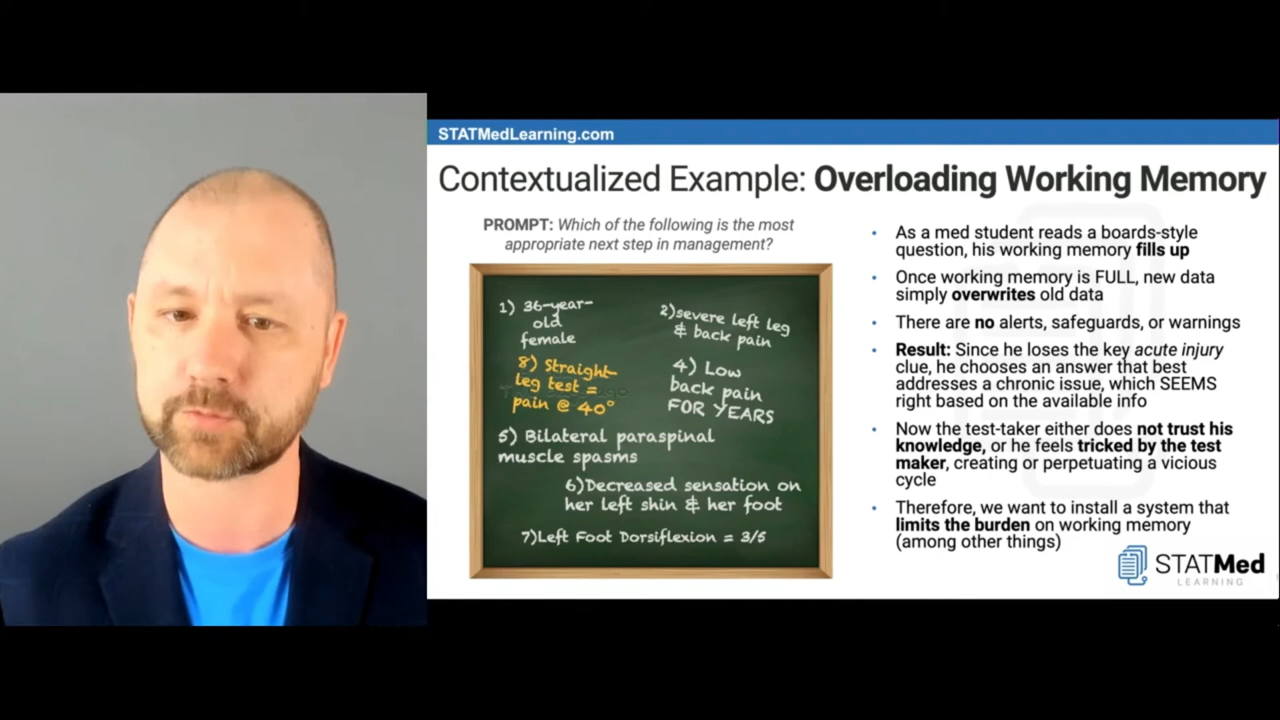 STATMedLearning.com
Contextualized Example: Overloading Working Memory
PROMPT: Which of the following is the most
appropriate next step in management?
1) 36-year-
old
female
2)severe left leg
& back pain
8) Straight-
leg test =
pain @ 40°
4) Low
back pain
FOR YEARS
5) Bilateral paraspinal
muscle spasms
6)Decreased sensation on
her left shin & her foot
7)Left Foot Dorsiflexion = 3/5
• As a med student reads a boards-style
question, his working memory fills up
• Once working memory is FULL, new data
simply overwrites old data
• There are no alerts, safeguards, or warnings
• Result: Since he loses the key acute injury
clue, he chooses an answer that best
addresses a chronic issue, which SEEMS
right based on the available info
• Now the test-taker either does not trust his
knowledge, or he feels tricked by the test
maker, creating or perpetuating a vicious
cycle
• Therefore, we want to install a system that
limits the burden on working memory
(among other things)
STATMed
LEARNING